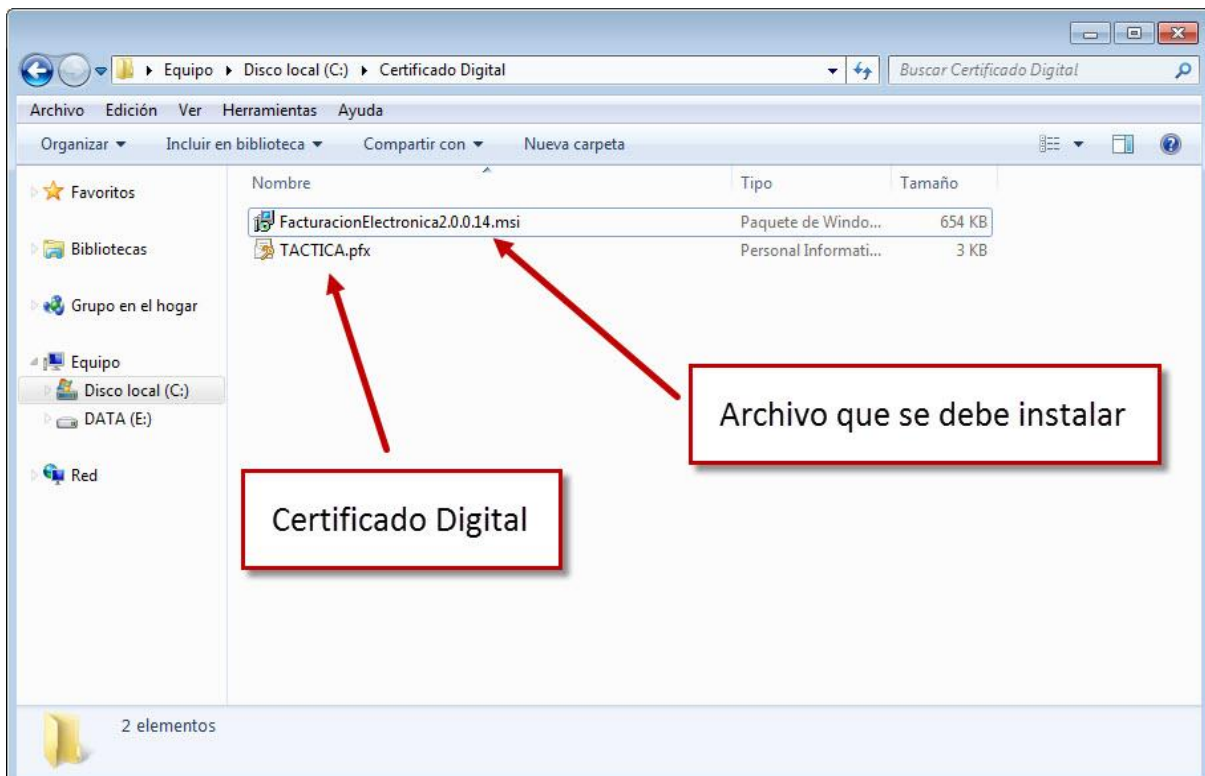 Equipo Disco local (C:) Certificado Digital
Buscar Certificado Digital
Archivo Edición Ver Herramientas Ayuda
Organizar Incluir en biblioteca Compartir con Nueva carpeta
Favoritos
Bibliotecas
Grupo en el hogar
Equipo
Disco local (C:)
DATA (E:)
Red
Nombre Tipo Tamaño
FacturacionElectronica2.0.0.14.msi Paquete de Windo... 654 KB
TACTICA.pfx Personal Informati... 3 KB
Archivo que se debe instalar
Certificado Digital
2 elementos